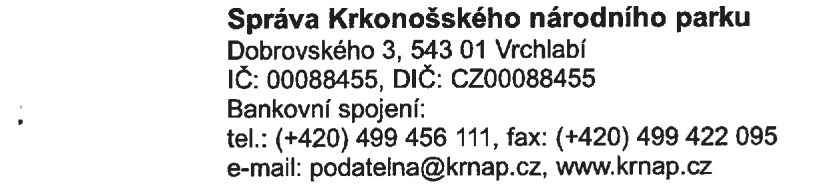 Správa Krkonošského národního parku
Dobrovského 3, 543 01 Vrchlabí
IČ: 00088455, DIČ: CZ00088455
Bankovní spojení:
tel.: (+420) 499 456 111, fax: (+420) 499 422 095
e-mail: podatelna@krnap.cz, www.krnap.cz